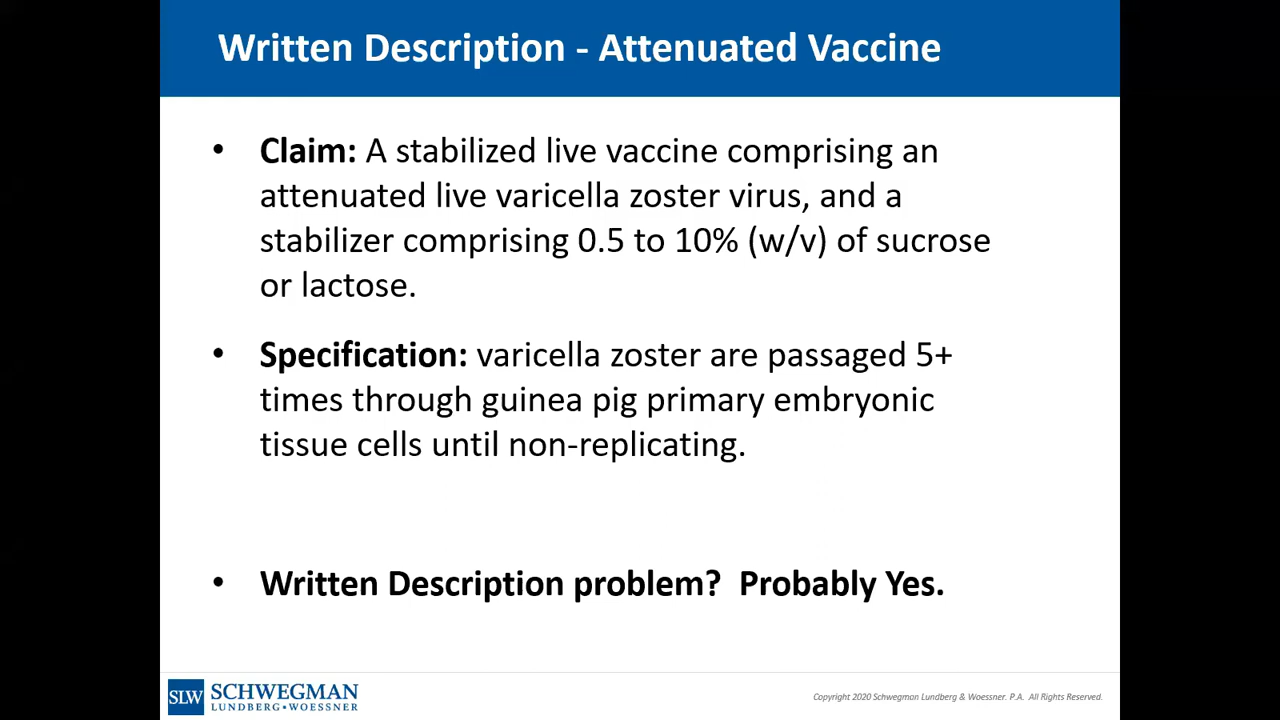 Written Description - Attenuated Vaccine
• Claim: A stabilized live vaccine comprising an
attenuated live varicella zoster virus, and a
stabilizer comprising 0.5 to 10% (w/v) of sucrose
or lactose.
• Specification: varicella zoster are passaged 5+
times through guinea pig primary embryonic
tissue cells until non-replicating.
• Written Description problem? Probably Yes.
SLW SCHWEGMAN
LUNDBERG • WOESSNER
Copyright 2020 Schwegman Lundberg & Woessner. P.A. All Rights Reserved.